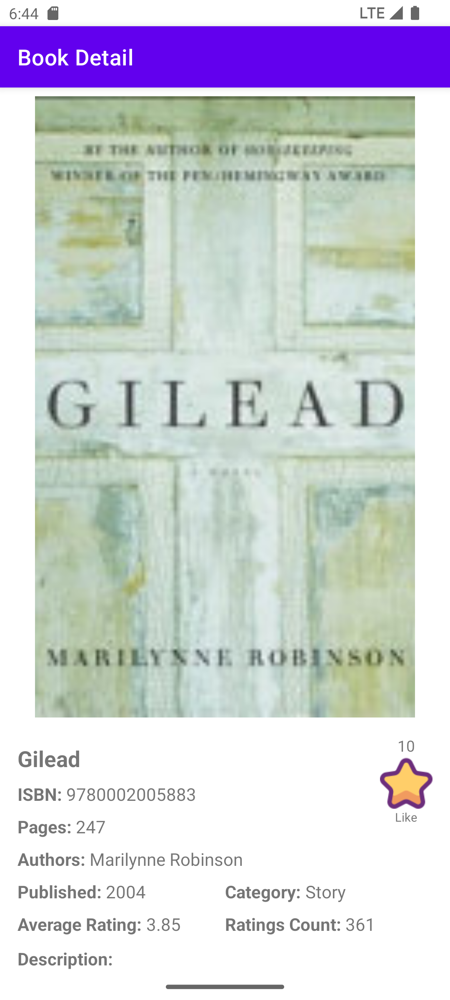 6:44
LTE
Book Detail
BY THE AUTHOR OF HOUSEKEEPING
WINNER OF THE PEN/HEMINGWAY AWARD
GILEAD
A NOVEL
MARILYNNE ROBINSON
10
Gilead
Like
ISBN: 9780002005883
Pages: 247
Authors: Marilynne Robinson
Published: 2004 Category: Story
Average Rating: 3.85 Ratings Count: 361
Description: